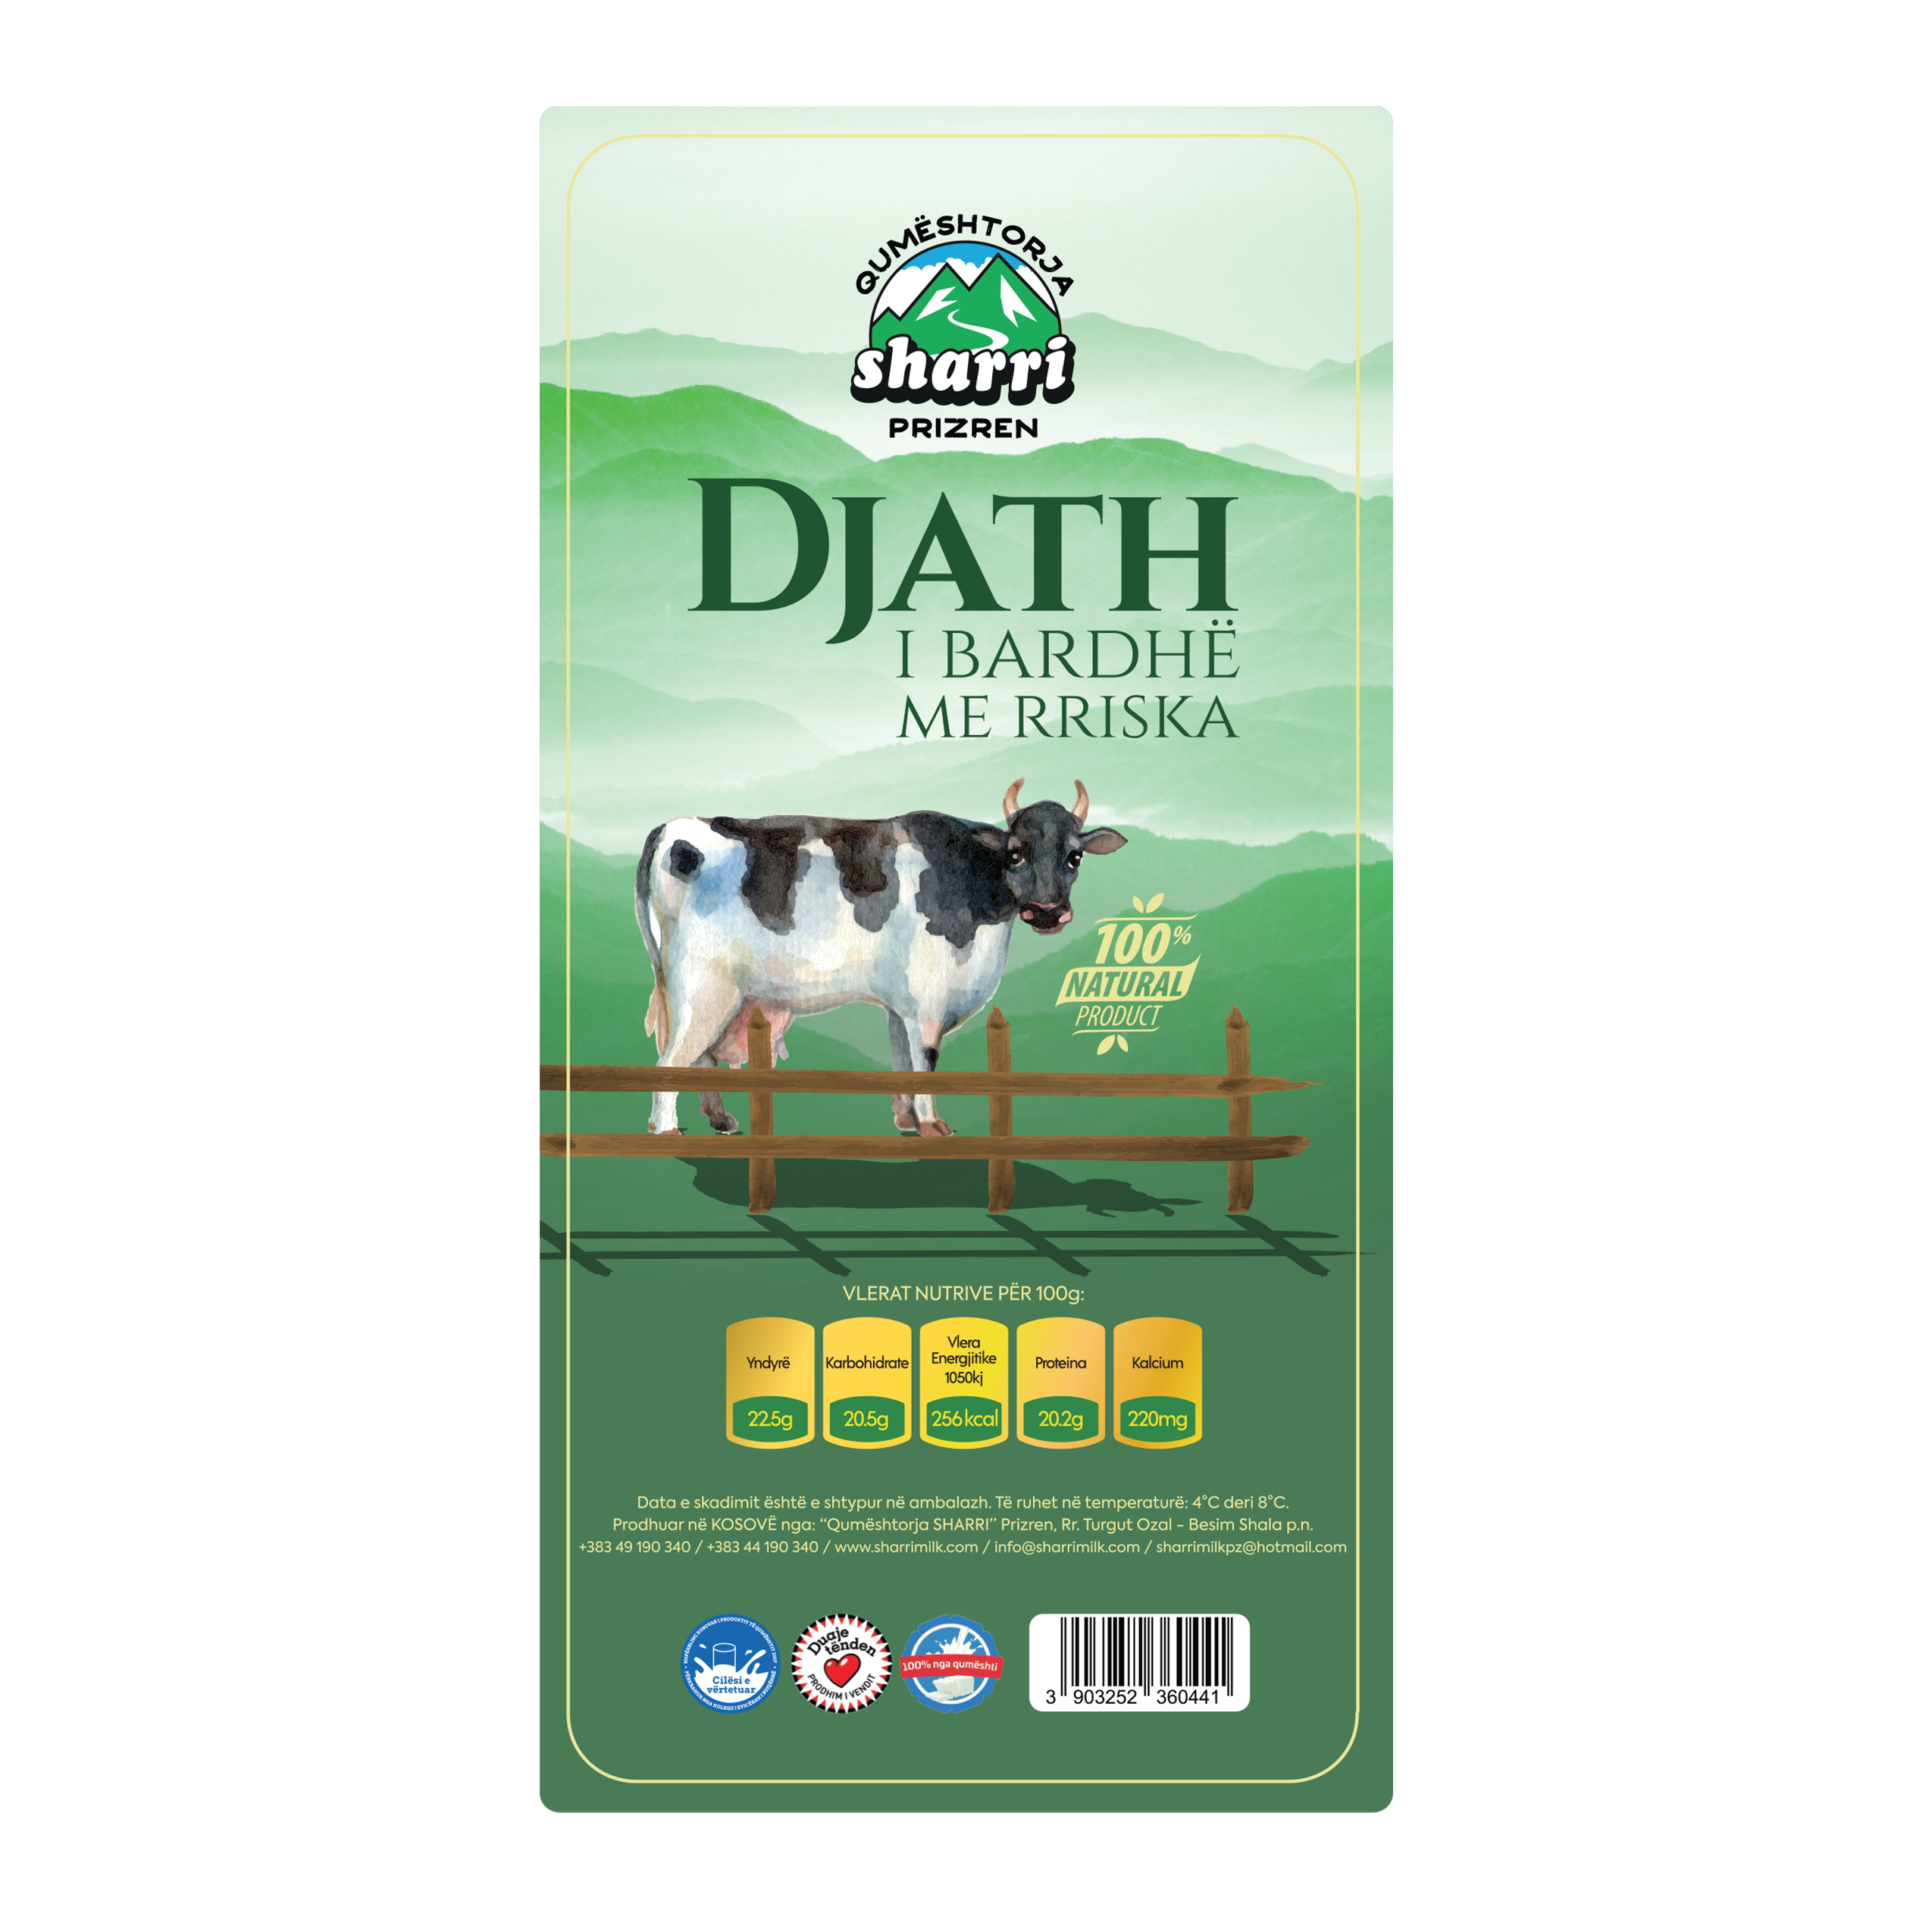 QUMËSHTORJA
sharri
PRIZREN
DJATH
I BARDHË
ME RRISKA
100%
NATURAL
PRODUCT
VLERAT NUTRIVE PËR 100g:
Yndyrë
22.5g
Karbohidrate
20.5g
Vlera
Energjitike
1050kj
256 kcal
Proteina
20.2g
Kalcium
220mg
Data e skadimit është e shtypur në ambalazh. Të ruhet në temperaturë: 4°C deri 8°C.
Prodhuar në KOSOVË nga: “Qumështorja SHARRI” Prizren, Rr. Turgut Ozal - Besim Shala p.n.
+383 49 190 340 / +383 44 190 340 / www.sharrimilk.com / info@sharrimilk.com / sharrimilkpz@hotmail.com
Cilësi e
vërtetuar
Duaje
tënden
PRODHIM I VENDIT
100% nga qumështi
3 903252 360441